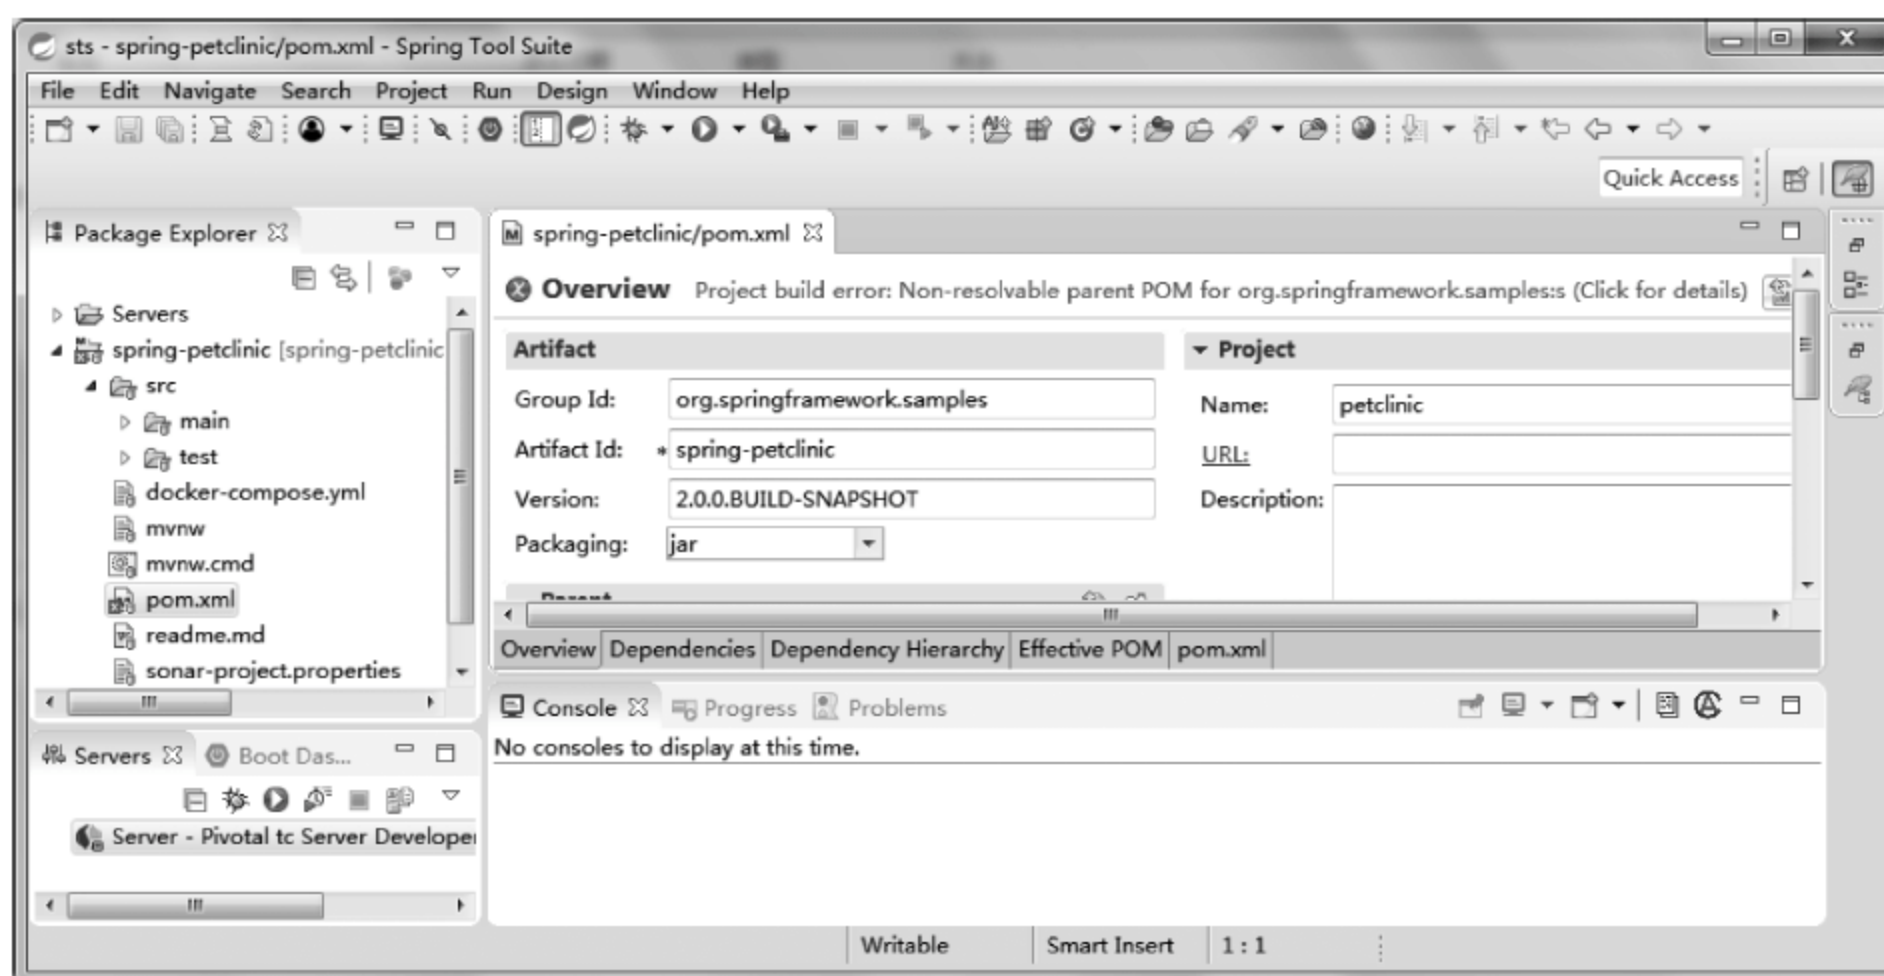 sts - spring-petclinic/pom.xml - Spring Tool Suite
File Edit Navigate Search Project Run Design Window Help
Quick Access
Package Explorer
Servers
spring-petclinic [spring-petclinic
src
main
test
docker-compose.yml
mvnw
mvnw.cmd
pom.xml
readme.md
sonar-project.properties
Servers Boot Das...
Server - Pivotal tc Server Developer
spring-petclinic/pom.xml
Overview Project build error: Non-resolvable parent POM for org.springframework.samples:s (Click for details)
Artifact
Group Id: org.springframework.samples
Artifact Id: * spring-petclinic
Version: 2.0.0.BUILD-SNAPSHOT
Packaging: jar
Parent
Project
Name: petclinic
URL:
Description:
Overview Dependencies Dependency Hierarchy Effective POM pom.xml
Console Progress Problems
No consoles to display at this time.
Writable Smart Insert 1 : 1